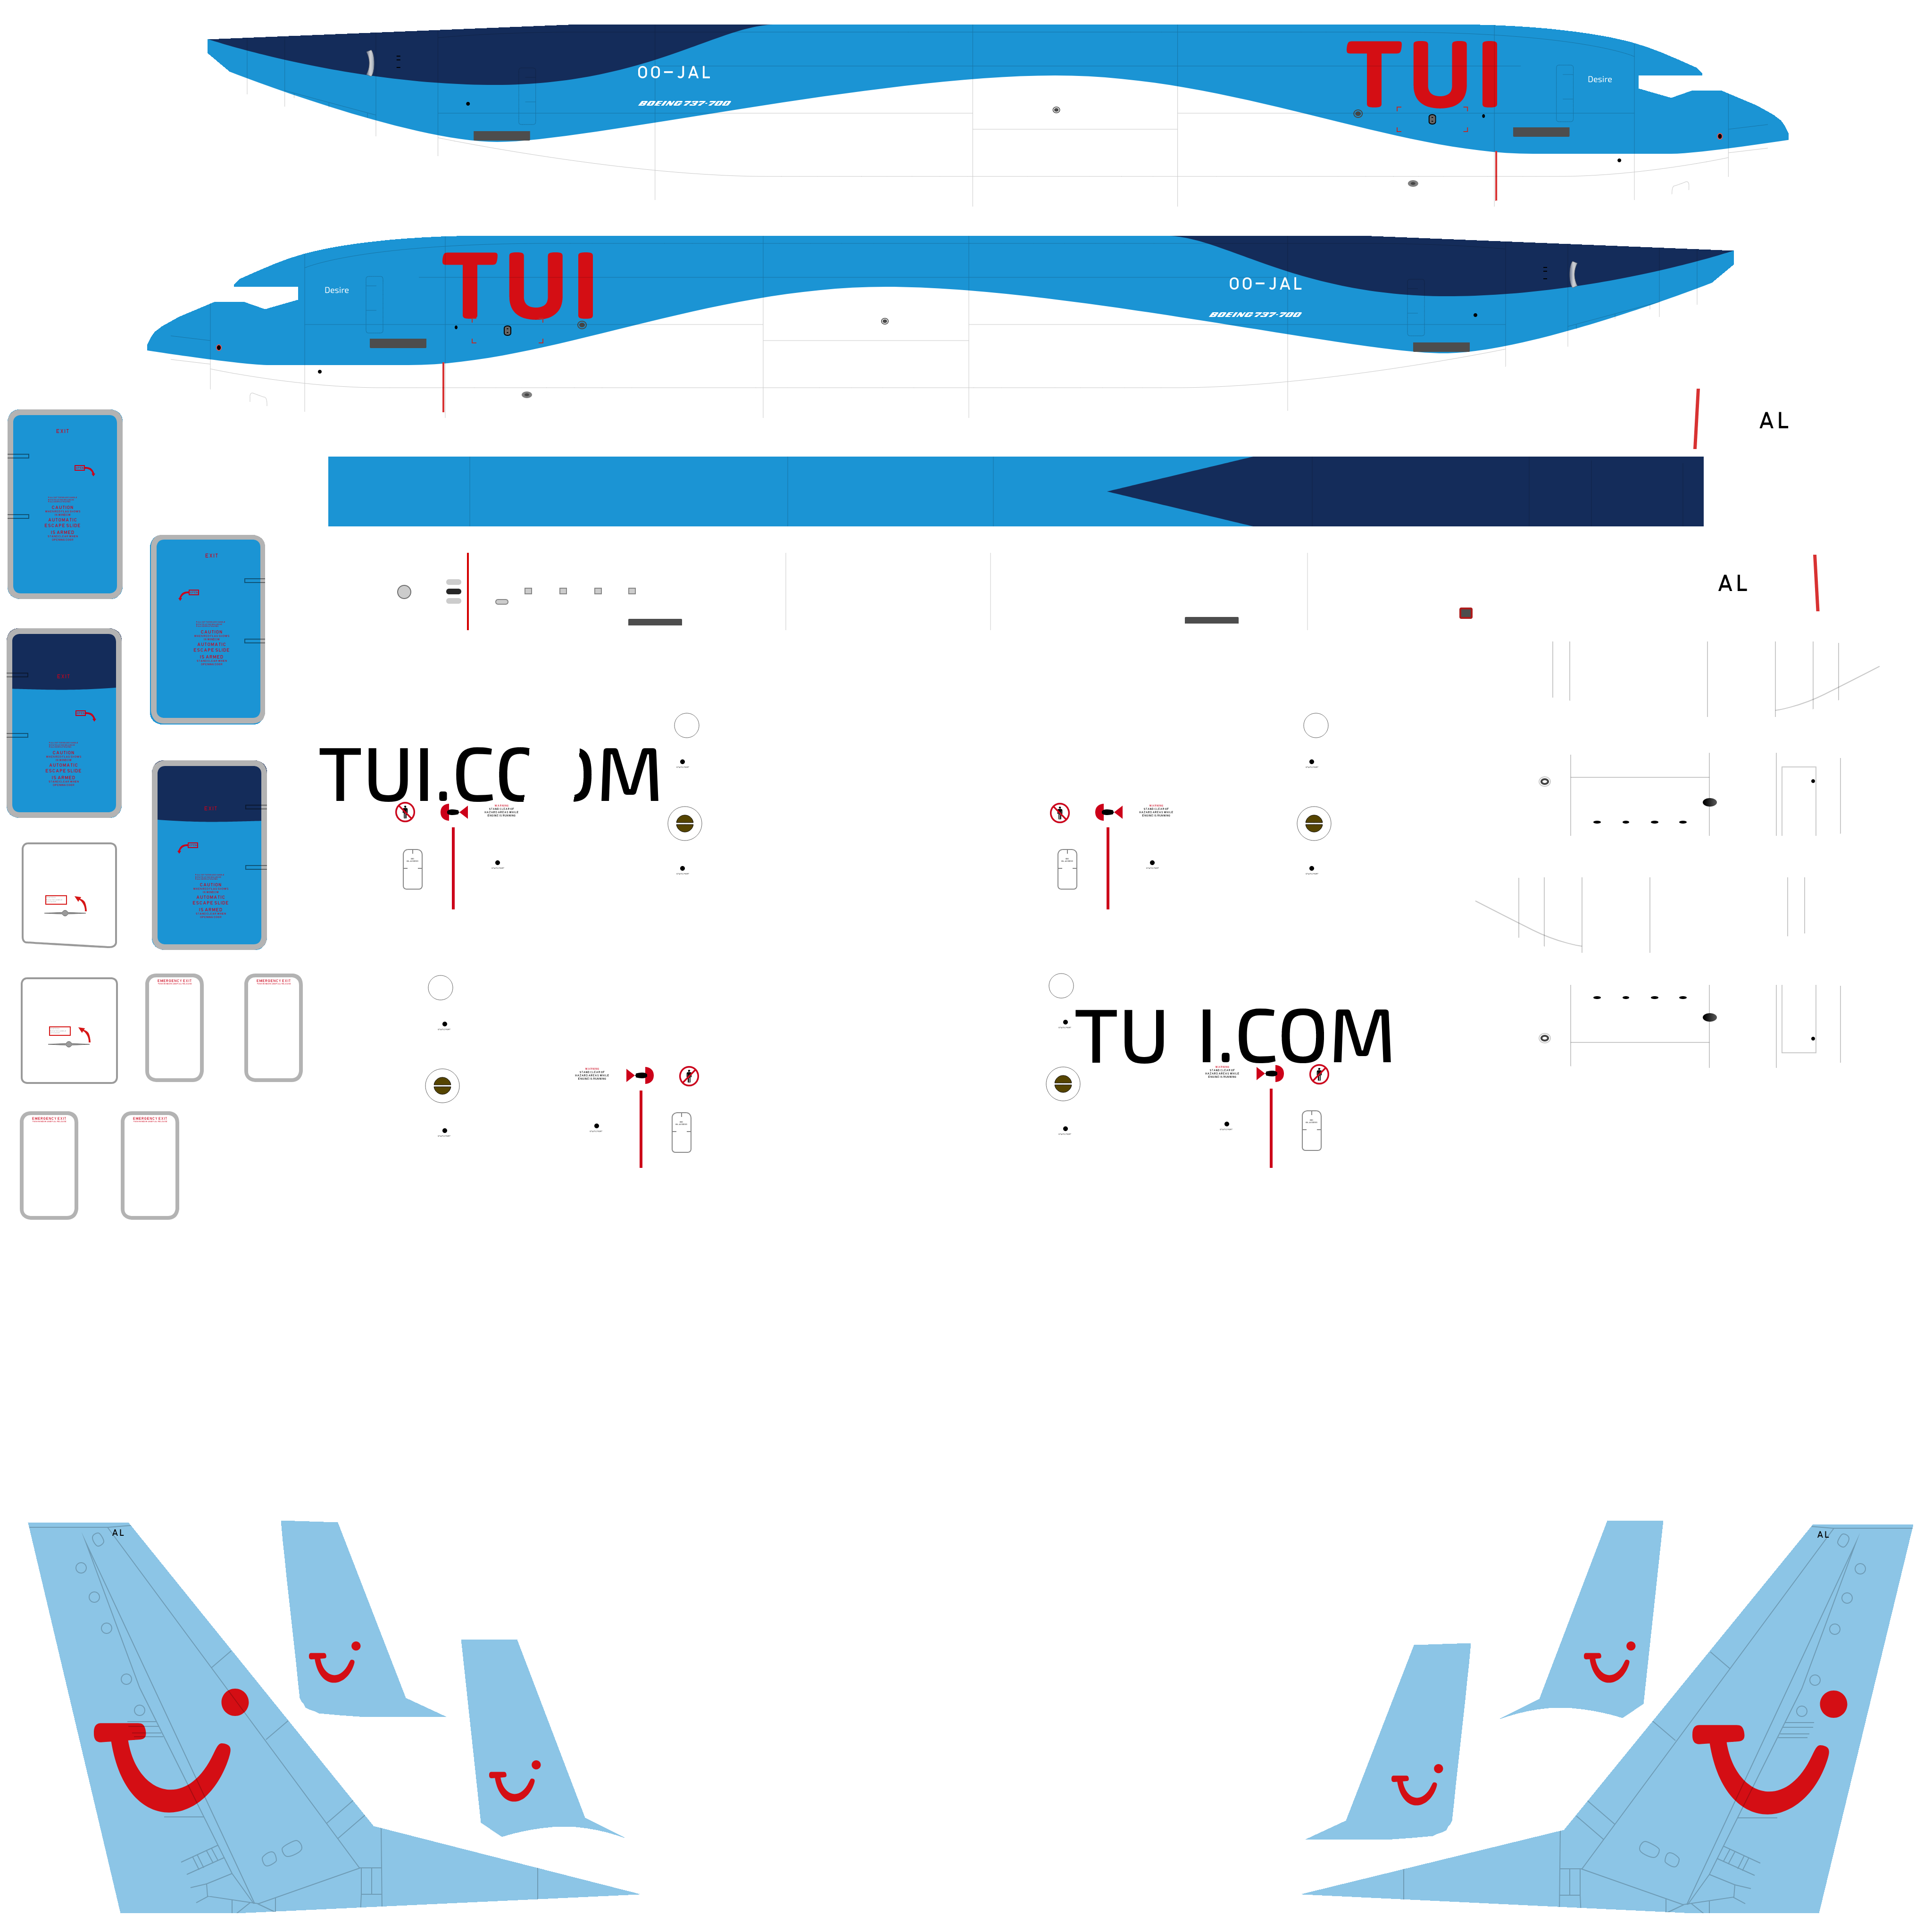 TUI
OO-JAL
Desire
BOEING 737-700
TUI
Desire
OO-JAL
BOEING 737-700
AL
EXIT
CAUTION
AUTOMATIC
ESCAPE SLIDE
IS ARMED
EXIT
AL
CAUTION
AUTOMATIC
ESCAPE SLIDE
IS ARMED
EXIT
CAUTION
AUTOMATIC
ESCAPE SLIDE
IS ARMED
TUI.CC OM
EXIT
CAUTION
AUTOMATIC
ESCAPE SLIDE
IS ARMED
EMERGENCY EXIT
EMERGENCY EXIT
TU I.COM
EMERGENCY EXIT
EMERGENCY EXIT
AL
AL